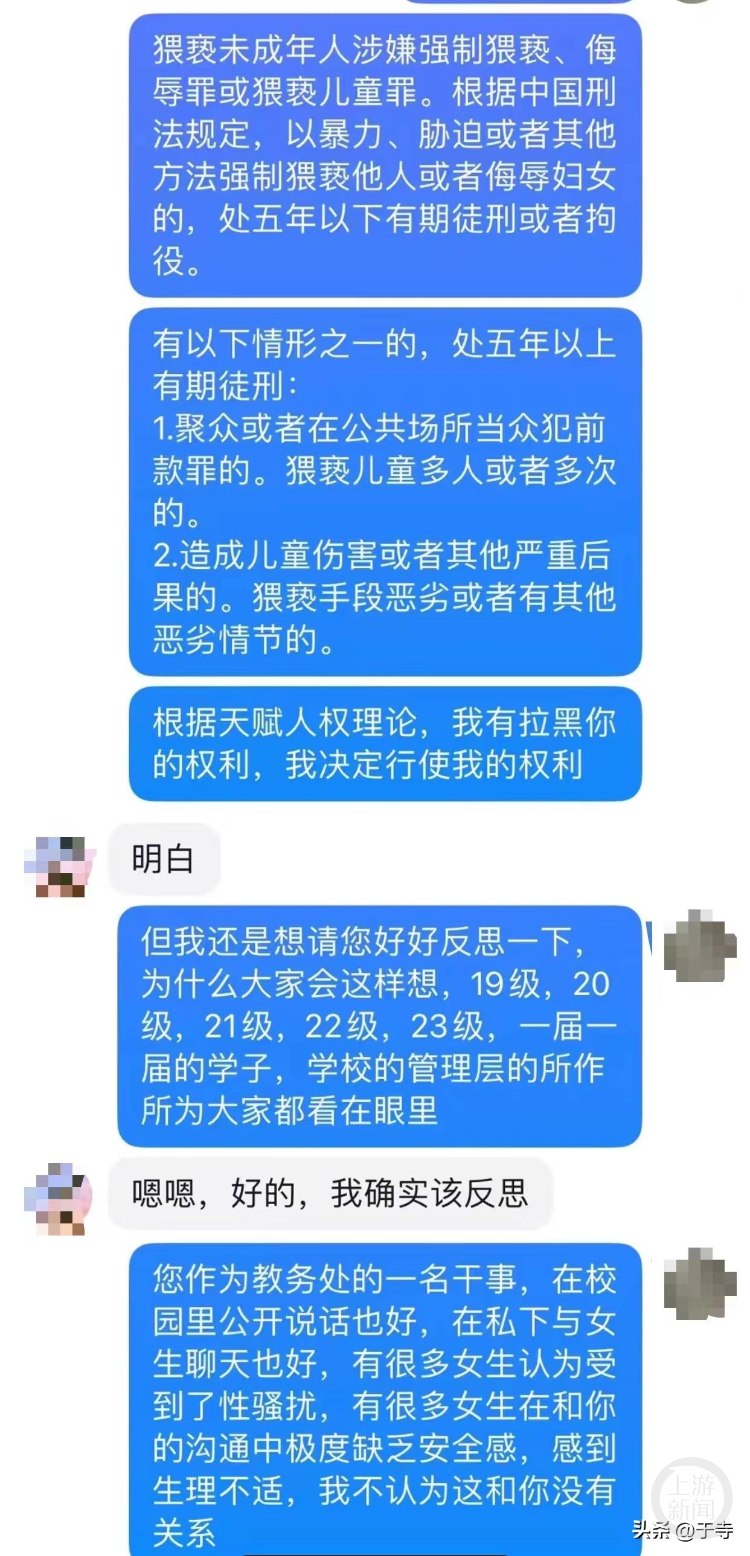 猥亵未成年人涉嫌强制猥亵、侮
辱罪或猥亵儿童罪。根据中国刑
法规定，以暴力、胁迫或者其他
方法强制猥亵他人或者侮辱妇女
的，处五年以下有期徒刑或者拘
役。
有以下情形之一的，处五年以上
有期徒刑：
1.聚众或者在公共场所当众犯前
款罪的。猥亵儿童多人或者多次
的。
2.造成儿童伤害或者其他严重后
果的。猥亵手段恶劣或者有其他
恶劣情节的。
根据天赋人权理论，我有拉黑你
的权利，我决定行使我的权利
明白
但我还是想请您好好反思一下，
为什么大家会这样想，19级，20
级，21级，22级，23级，一届一
届的学子，学校的管理层的所作
所为大家都看在眼里
嗯嗯，好的，我确实该反思
您作为教务处的一名干事，在校
园里公开说话也好，在私下与女
生聊天也好，有很多女生认为受
到了性骚扰，有很多女生在和你
的沟通中极度缺乏安全感，感到
生理不适，我不认为这和你没有
关系
上游
新闻
头条 @于寺